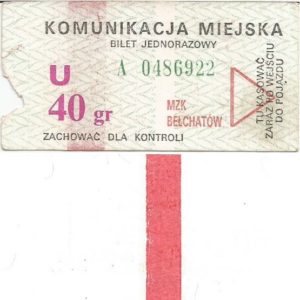 KOMUNIKACJA MIEJSKA
BILET JEDNORAZOWY
U
A 0486922
40 gr
MZK
BEŁCHATÓW
ZACHOWAĆ DLA KONTROLI
TU KASOWAĆ
ZARAZ PO WEJŚCIU
DO POJAZDU